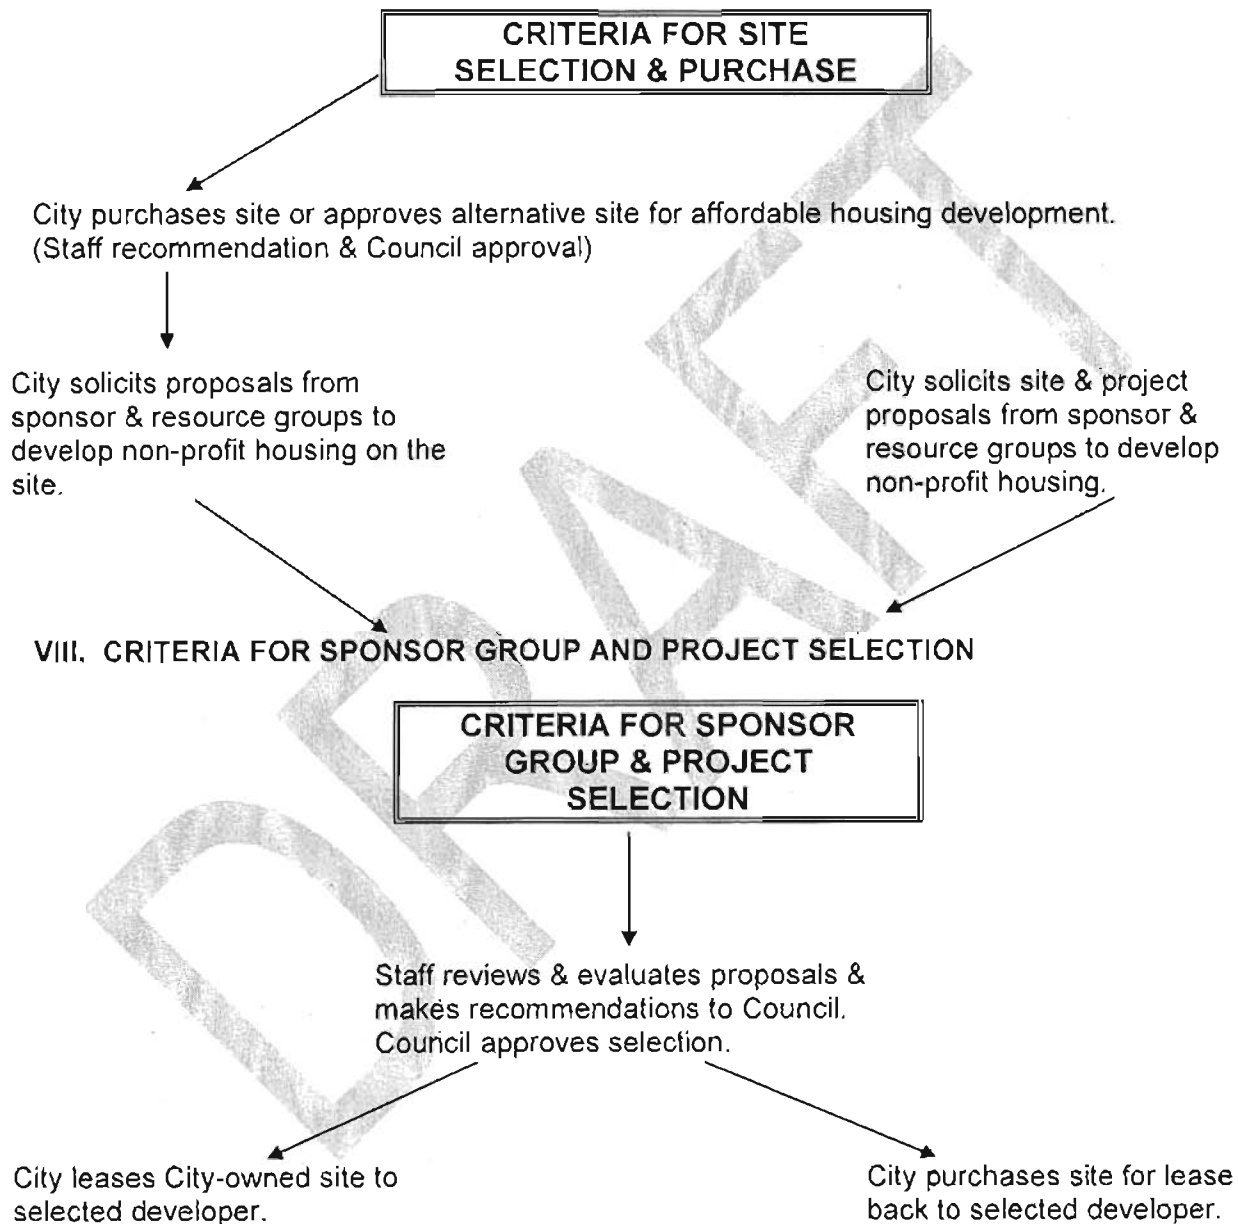 CRITERIA FOR SITE
SELECTION & PURCHASE
City purchases site or approves alternative site for affordable housing development.
(Staff recommendation & Council approval)
City solicits proposals from
sponsor & resource groups to
develop non-profit housing on the
site.
City solicits site & project
proposals from sponsor &
resource groups to develop
non-profit housing.
VIII. CRITERIA FOR SPONSOR GROUP AND PROJECT SELECTION
CRITERIA FOR SPONSOR
GROUP & PROJECT
SELECTION
Staff reviews & evaluates proposals &
makes recommendations to Council.
Council approves selection.
City leases City-owned site to
selected developer.
City purchases site for lease
back to selected developer.
DRAFT